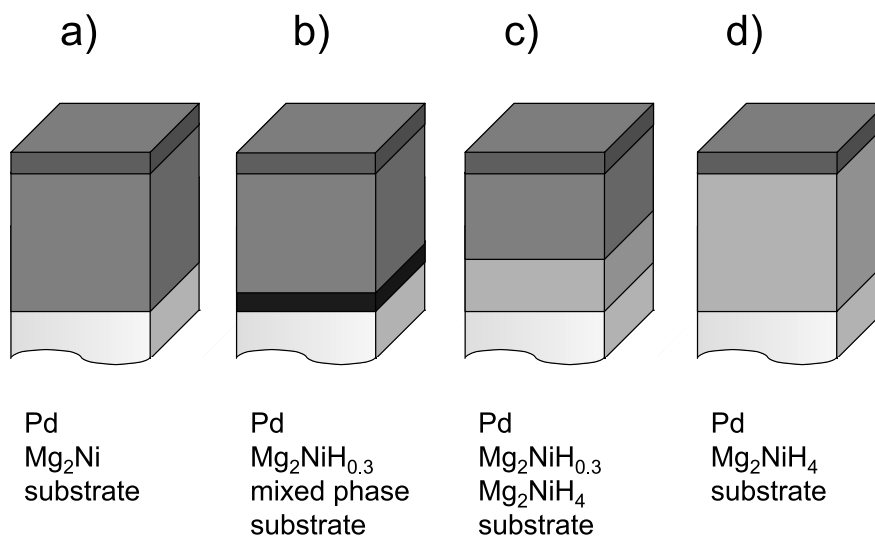 a)
b)
c)
d)
Pd
Mg₂Ni
substrate
Pd
Mg₂NiH₀.₃
mixed phase
substrate
Pd
Mg₂NiH₀.₃
Mg₂NiH₄
substrate
Pd
Mg₂NiH₄
substrate